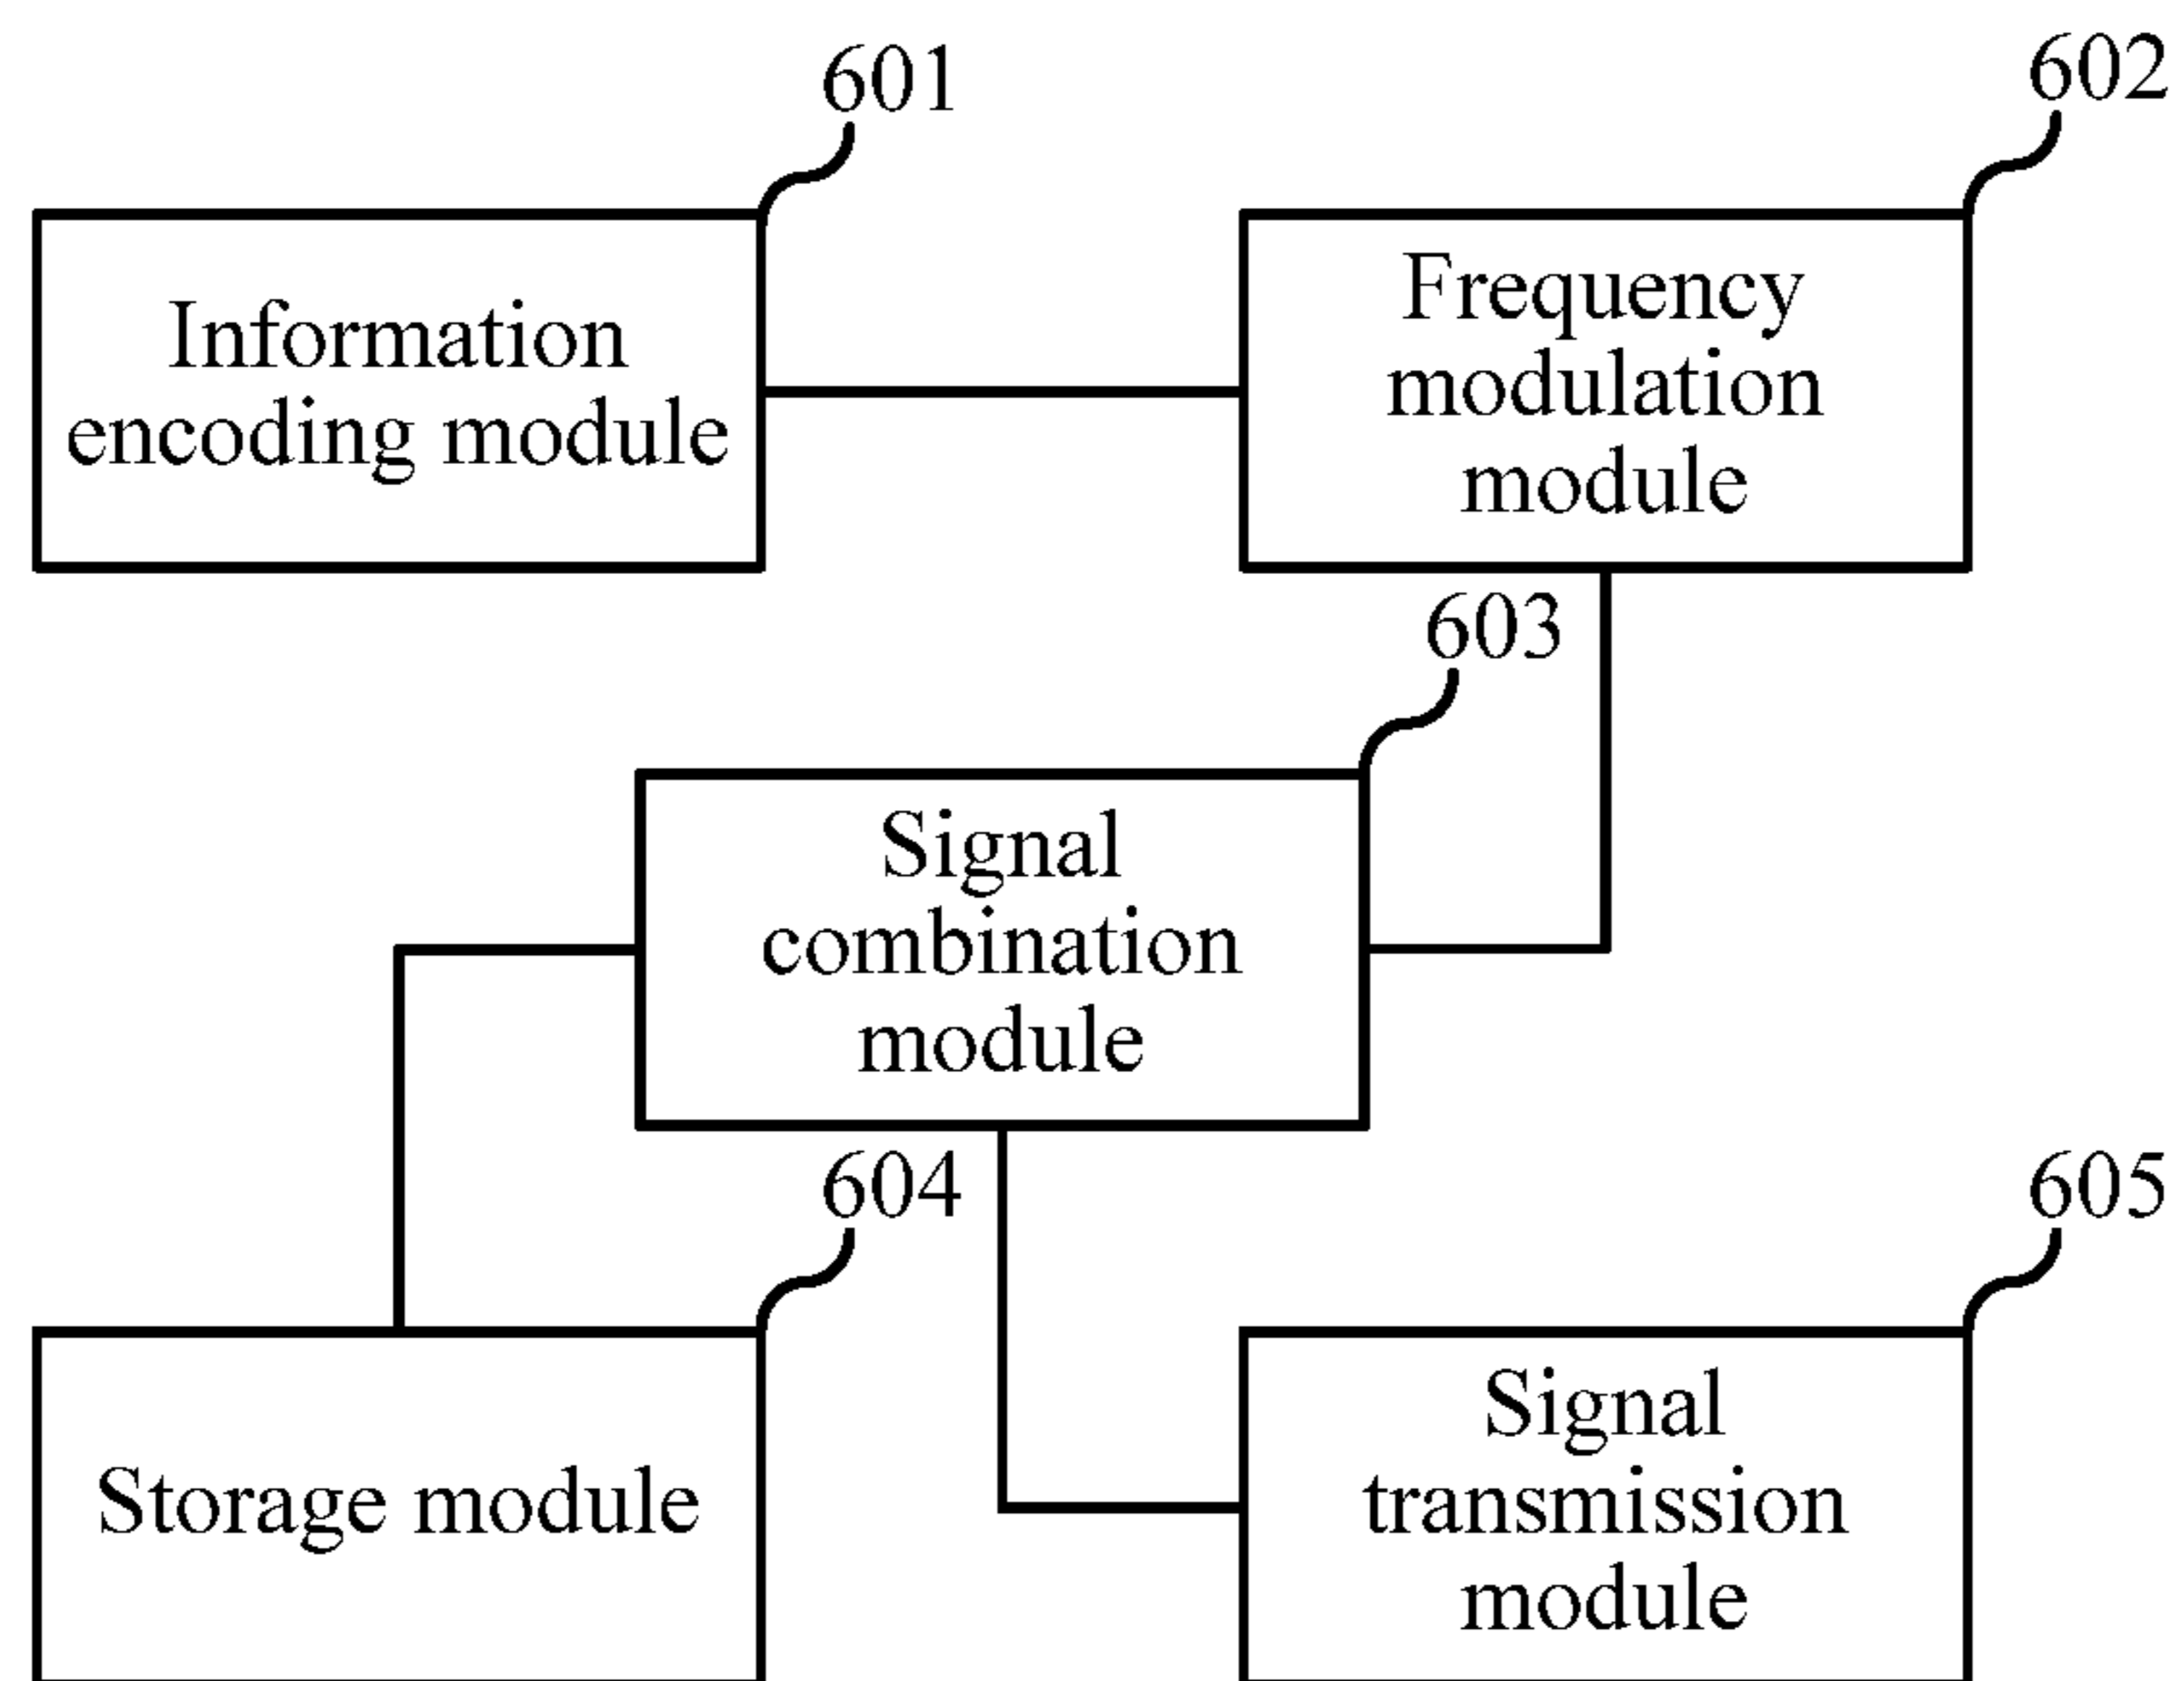 601
602
Information
encoding module
Frequency
modulation
module
603
Signal
combination
module
604
605
Storage module
Signal
transmission
module